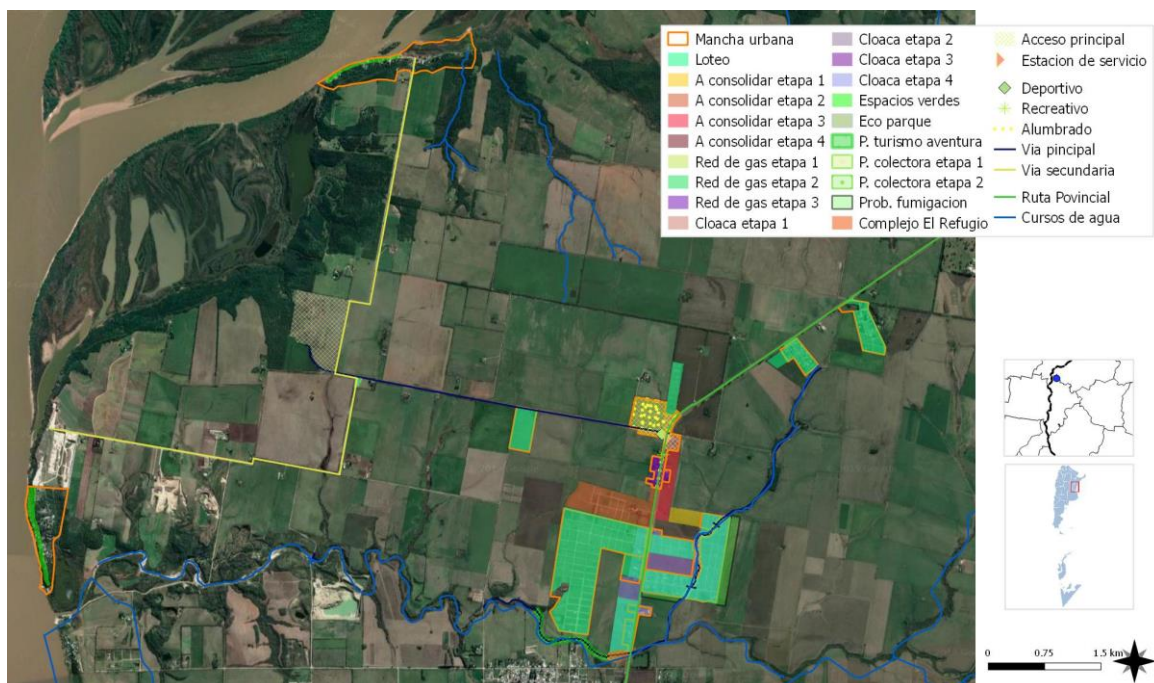 Mancha urbana
Loteo
A consolidar etapa 1
A consolidar etapa 2
A consolidar etapa 3
A consolidar etapa 4
Red de gas etapa 1
Red de gas etapa 2
Red de gas etapa 3
Cloaca etapa 1
Cloaca etapa 2
Cloaca etapa 3
Cloaca etapa 4
Espacios verdes
Eco parque
P. turismo aventura
P. colectora etapa 1
P. colectora etapa 2
Prob. fumigacion
Complejo El Refugio
Acceso principal
Estacion de servicio
Deportivo
Recreativo
Alumbrado
Via pincipal
Via secundaria
Ruta Povincial
Cursos de agua
0 0.75 1.5 km